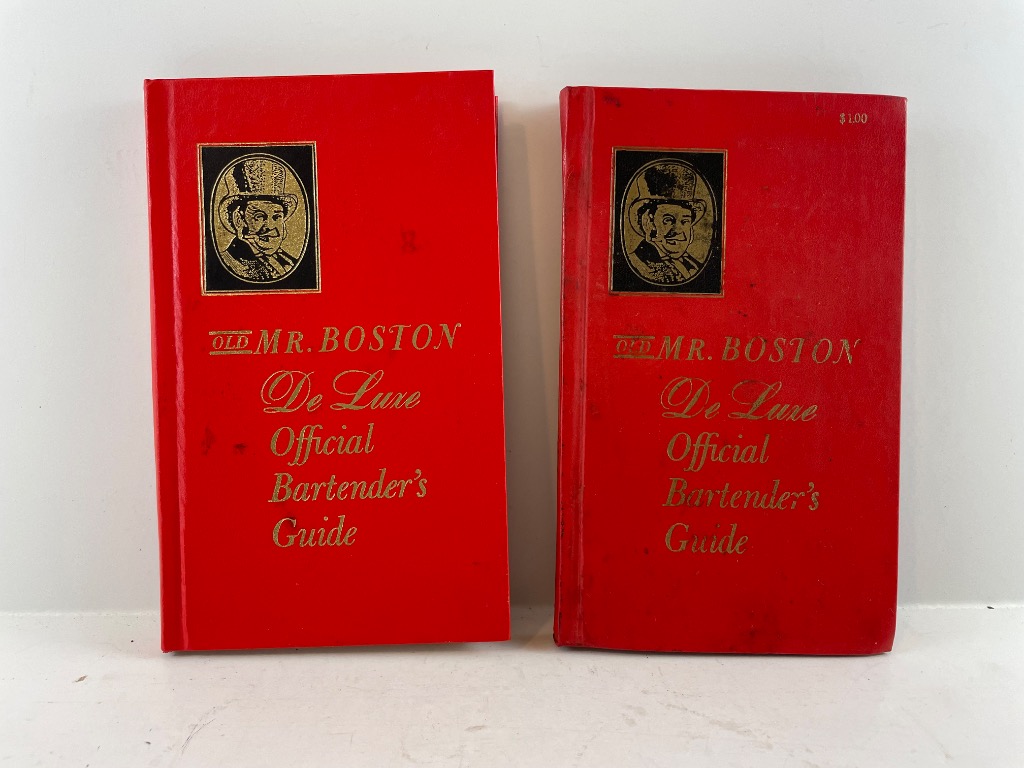 OLD MR. BOSTON
De Luxe
Official
Bartender's
Guide
$1.00
OLD MR. BOSTON
De Luxe
Official
Bartender's
Guide